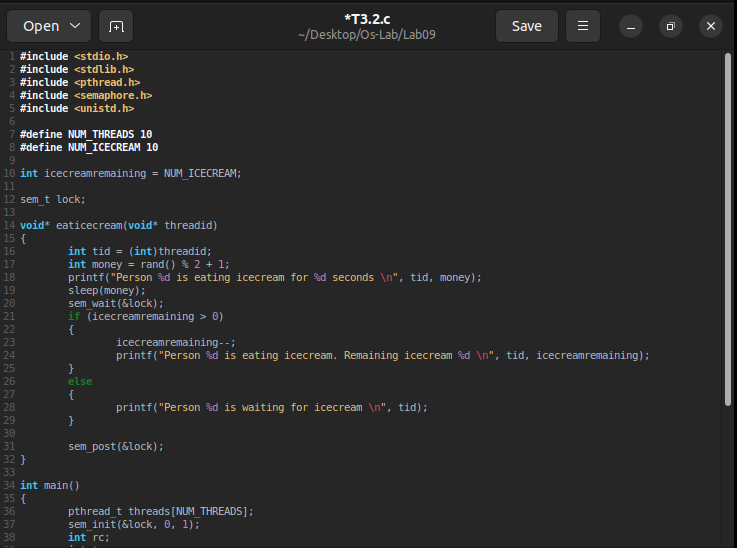 Open
*T3.2.c
~/Desktop/Os-Lab/Lab09
Save
1 #include <stdio.h>
2 #include <stdlib.h>
3 #include <pthread.h>
4 #include <semaphore.h>
5 #include <unistd.h>
6
7 #define NUM_THREADS 10
8 #define NUM_ICECREAM 10
9
10 int icecreamremaining = NUM_ICECREAM;
11
12 sem_t lock;
13
14 void* eaticecream(void* threadid)
15 {
16 int tid = (int)threadid;
17 int money = rand() % 2 + 1;
18 printf("Person %d is eating icecream for %d seconds \n", tid, money);
19 sleep(money);
20 sem_wait(&lock);
21 if (icecreamremaining > 0)
22 {
23 icecreamremaining--;
24 printf("Person %d is eating icecream. Remaining icecream %d \n", tid, icecreamremaining);
25 }
26 else
27 {
28 printf("Person %d is waiting for icecream \n", tid);
29 }
30
31 sem_post(&lock);
32 }
33
34 int main()
35 {
36 pthread_t threads[NUM_THREADS];
37 sem_init(&lock, 0, 1);
38 int rc;